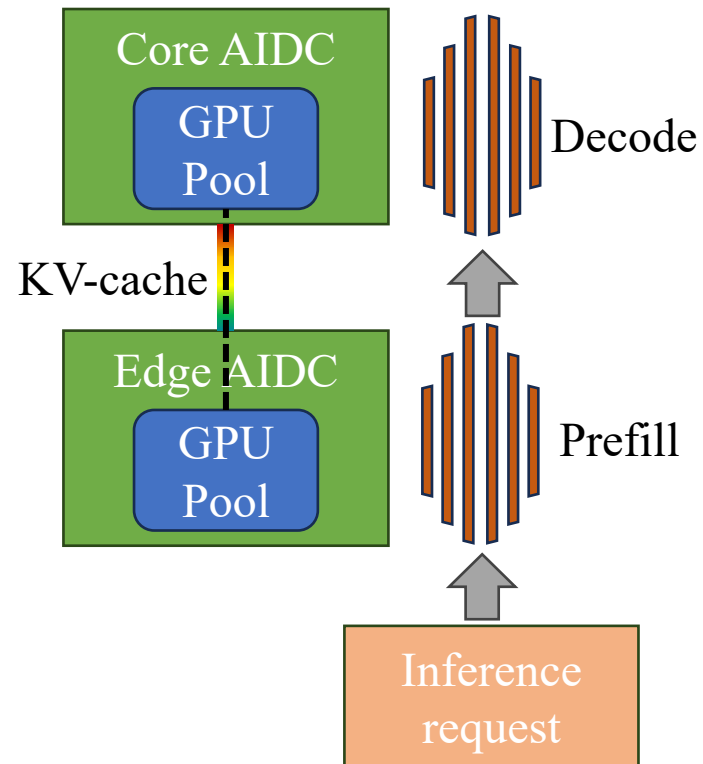 Core AIDC
GPU
Pool
Decode
KV-cache
Edge AIDC
GPU
Pool
Prefill
Inference
request